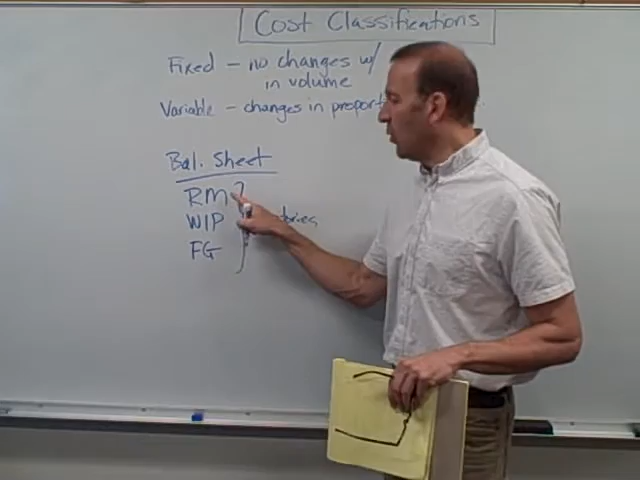 Cost Classifications
Fixed - no changes w/
in volume
Variable - changes in proport
Bal. Sheet
RM
WIP
FG